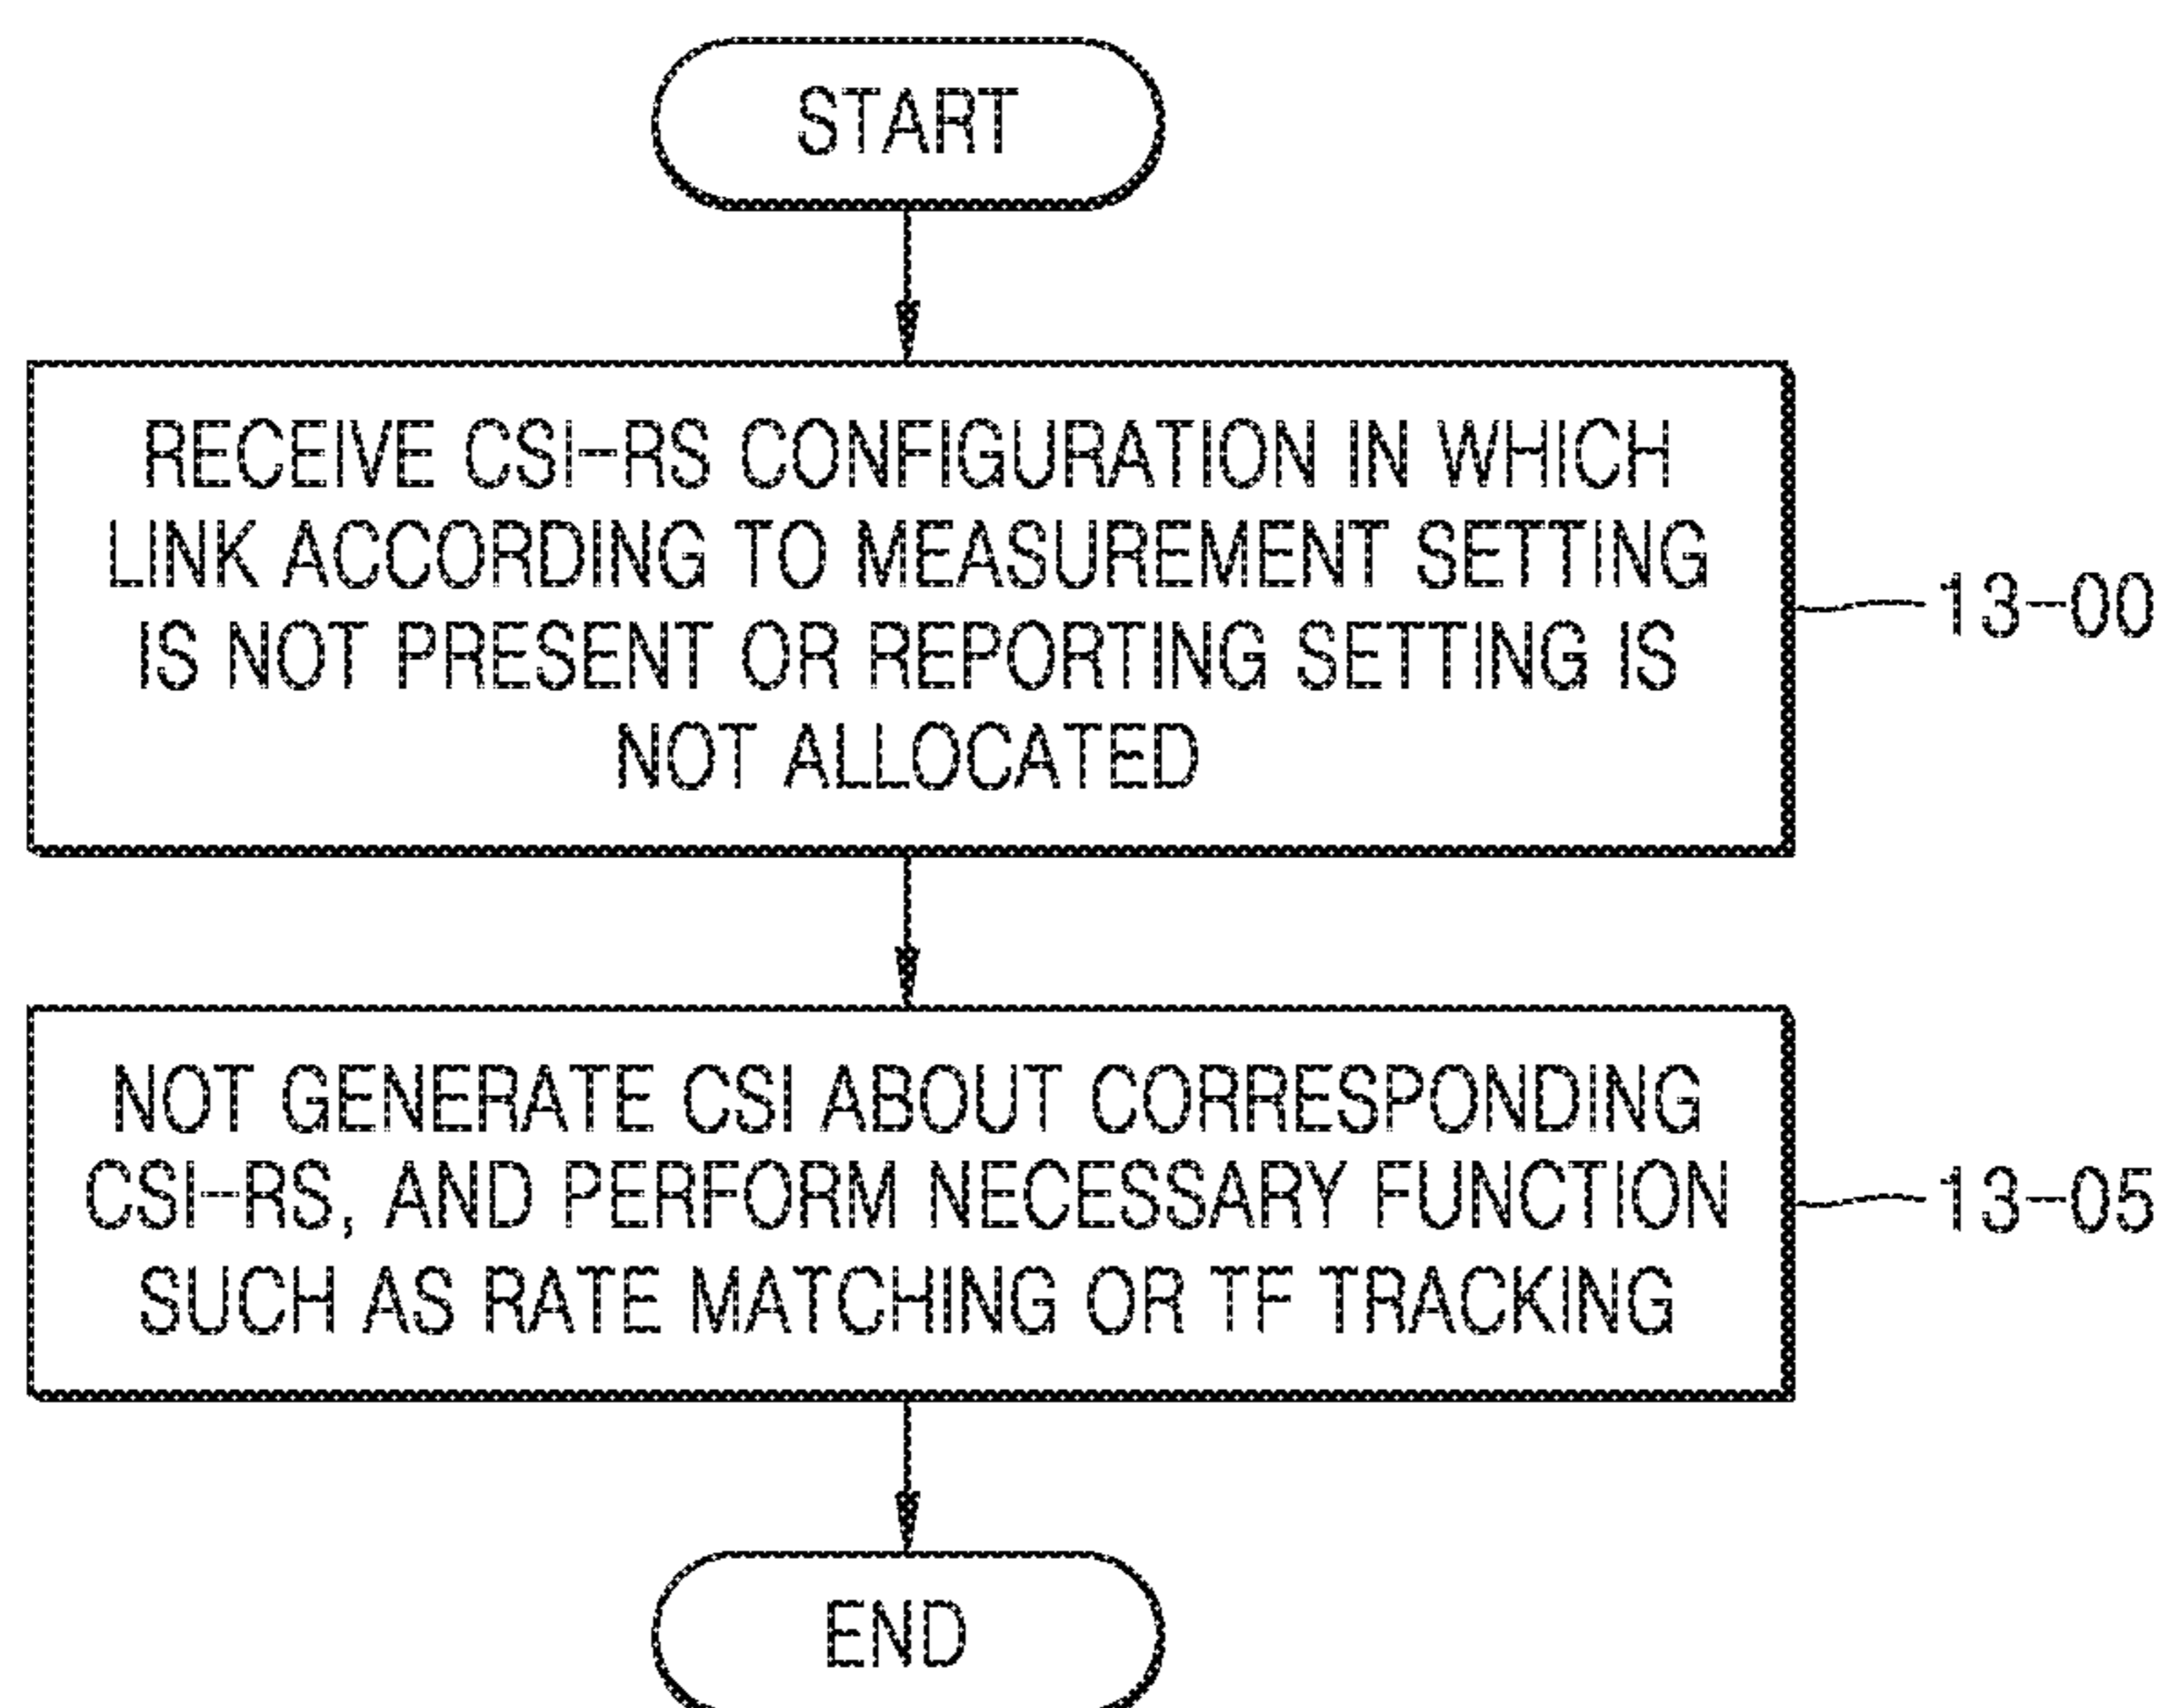 START
RECEIVE CSI-RS CONFIGURATION IN WHICH
LINK ACCORDING TO MEASUREMENT SETTING
IS NOT PRESENT OR REPORTING SETTING IS
NOT ALLOCATED
13-00
NOT GENERATE CSI ABOUT CORRESPONDING
CSI-RS, AND PERFORM NECESSARY FUNCTION
SUCH AS RATE MATCHING OR TF TRACKING
13-05
END